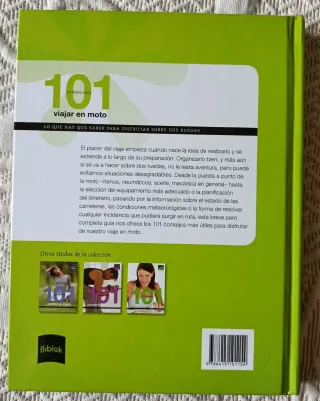 101
viajar en moto
LO QUE HAY QUE SABER PARA DISFRUTAR SOBRE DOS RUEDAS
El placer del viaje empieza cuando nace la idea de realizarlo y se
extiende a lo largo de su preparación. Organizarlo bien, y más aún
si se va a hacer sobre dos ruedas, no le resta aventura, pero puede
evitarnos situaciones desagradables. Desde la puesta a punto de
la moto –frenos, neumáticos, aceite, mecánica en general– hasta
la elección del equipamiento más adecuado o la planificación
del itinerario, pasando por la información sobre el estado de las
carreteras, las condiciones meteorológicas o la forma de resolver
cualquier incidencia que pudiera surgir en ruta, esta breve pero
completa guía nos ofrece los 101 consejos más útiles para disfrutar
de nuestro viaje en moto.
Otros títulos de la colección
101
101
101
Biblok